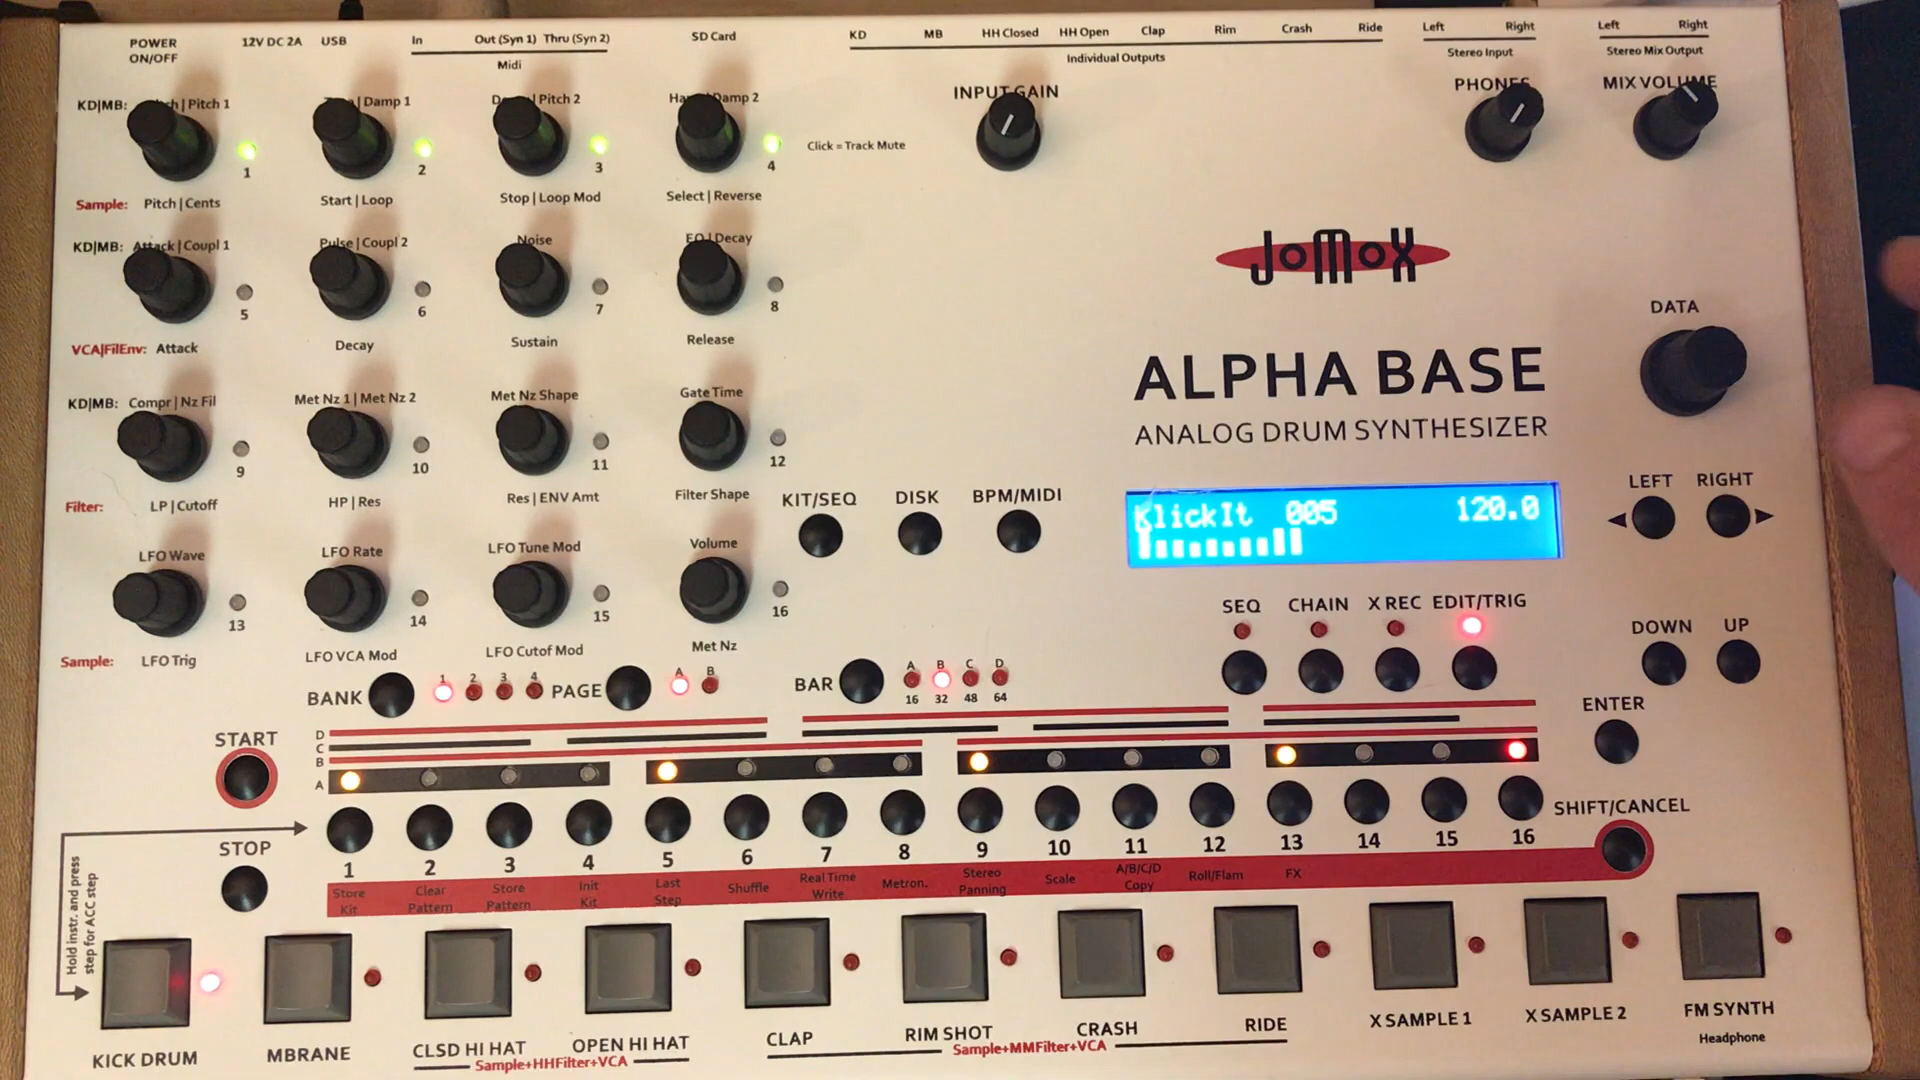 POWER
ON/OFF
12V DC 2A
USB
In
Out (Syn 1) Thru (Syn 2)
Midi
SD Card
KD
MB
HH Closed
HH Open
Clap
Rim
Crash
Ride
Individual Outputs
Left
Right
Stereo Input
Left
Right
Stereo Mix Output
KD|MB:
| Pitch 1
| Damp 1
| Pitch 2
Damp 2
INPUT GAIN
PHONES
MIX VOLUME
1
2
3
4
Click = Track Mute
Sample:
Pitch | Cents
Start | Loop
Stop | Loop Mod
Select | Reverse
KD|MB:
Attack | Coupl 1
Pulse | Coupl 2
Noise
EQ | Decay
JoMoX
5
6
7
8
DATA
VCA|FilEnv:
Attack
Decay
Sustain
Release
ALPHA BASE
ANALOG DRUM SYNTHESIZER
KD|MB:
Compr | Nz Fil
Met Nz 1 | Met Nz 2
Met Nz Shape
Gate Time
9
10
11
12
Filter:
LP | Cutoff
HP | Res
Res | ENV Amt
Filter Shape
KIT/SEQ
DISK
BPM/MIDI
LEFT
RIGHT
KlickIt 005 120.0
LFO Wave
LFO Rate
LFO Tune Mod
Volume
13
14
15
16
Sample:
LFO Trig
LFO VCA Mod
LFO Cutof Mod
Met Nz
SEQ
CHAIN
X REC
EDIT/TRIG
DOWN
UP
BANK
1
2
3
4
PAGE
A
B
BAR
A
B
C
D
16
32
48
64
ENTER
START
D
C
B
A
SHIFT/CANCEL
STOP
1
2
3
4
5
6
7
8
9
10
11
12
13
14
15
16
Store
Kit
Clear
Pattern
Store
Pattern
Init
Kit
Last
Step
Shuffle
Real Time
Write
Metron.
Stereo
Panning
Scale
A/B/C/D
Copy
Roll/Flam
FX
Hold instr. and press
step for ACC step
KICK DRUM
MBRANE
CLSD HI HAT
OPEN HI HAT
CLAP
RIM SHOT
CRASH
RIDE
X SAMPLE 1
X SAMPLE 2
FM SYNTH
Sample+HHFilter+VCA
Sample+MMFilter+VCA
Headphone